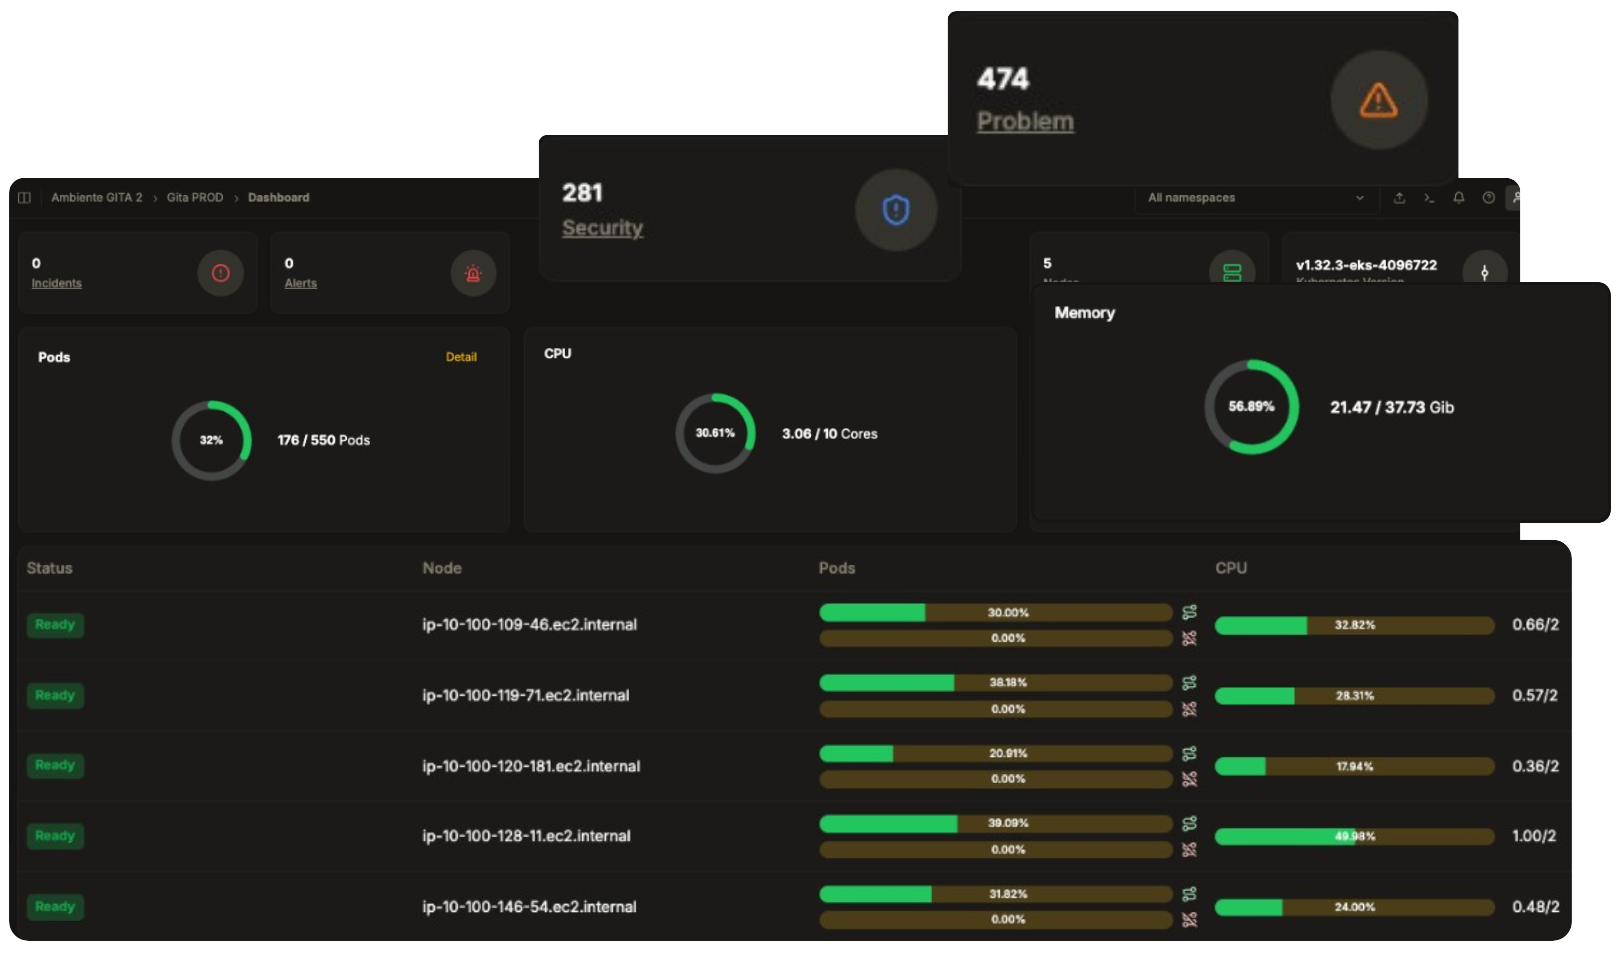 474
Problem
281
Security
Ambiente GITA 2 > Gita PROD > Dashboard
All namespaces
0
Incidents
0
Alerts
5
Nodes
v1.32.3-eks-4096722
Kubernetes Version
Pods
Detail
32%
176 / 550 Pods
CPU
30.61%
3.06 / 10 Cores
Memory
56.89%
21.47 / 37.73 Gib
Status Node Pods CPU
Ready ip-10-100-109-46.ec2.internal 30.00% 32.82% 0.66/2
0.00%
Ready ip-10-100-119-71.ec2.internal 38.18% 28.31% 0.57/2
0.00%
Ready ip-10-100-120-181.ec2.internal 20.91% 17.94% 0.36/2
0.00%
Ready ip-10-100-128-11.ec2.internal 39.09% 49.98% 1.00/2
0.00%
Ready ip-10-100-146-54.ec2.internal 31.82% 24.00% 0.48/2
0.00%